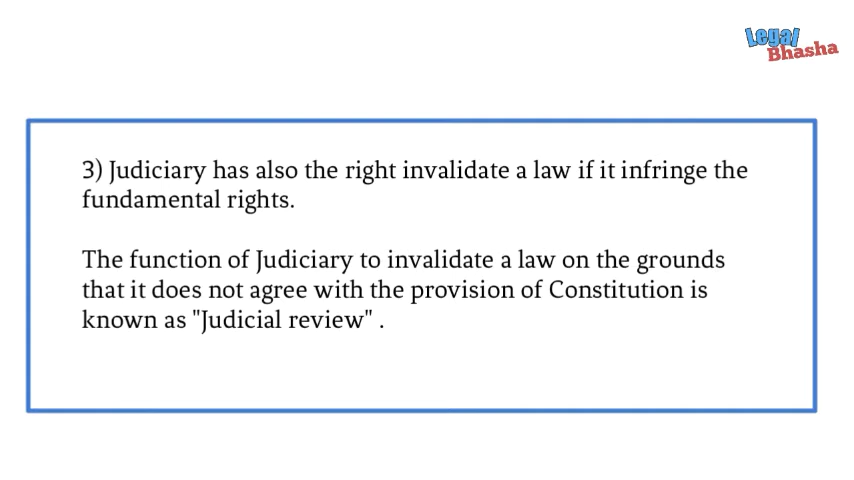 Legal
Bhasha
3) Judiciary has also the right invalidate a law if it infringe the
fundamental rights.
The function of Judiciary to invalidate a law on the grounds
that it does not agree with the provision of Constitution is
known as "Judicial review" .